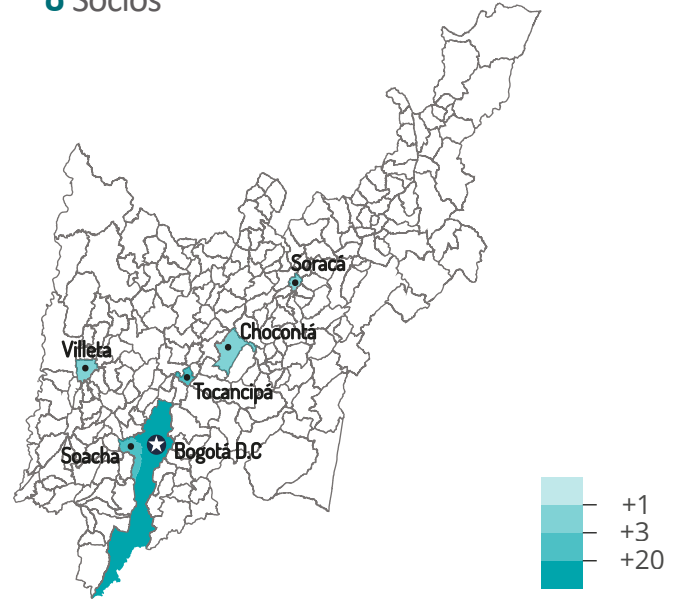 Socios
Soracá
Chocontá
Villeta
Tocancipá
Soacha
Bogotá D.C
+1
+3
+20